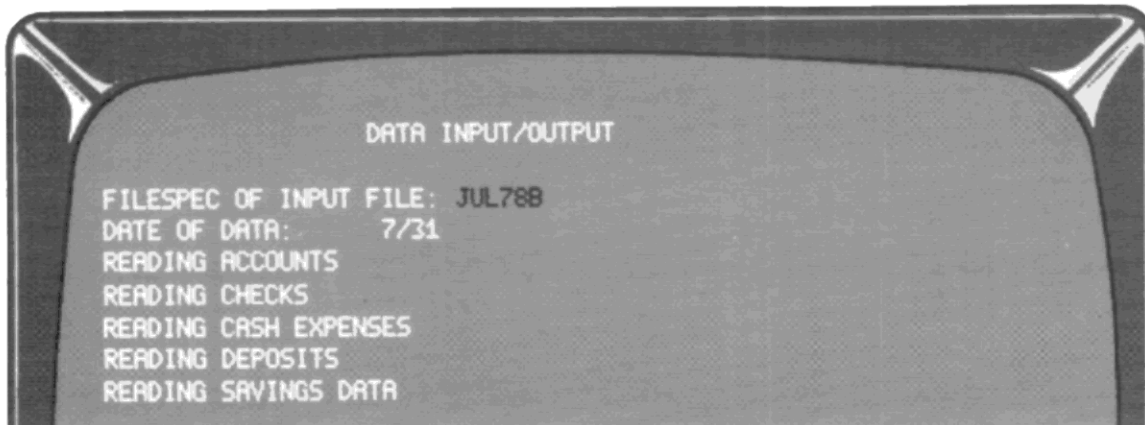 DATA INPUT/OUTPUT
FILESPEC OF INPUT FILE: JUL78B
DATE OF DATA: 7/31
READING ACCOUNTS
READING CHECKS
READING CASH EXPENSES
READING DEPOSITS
READING SAVINGS DATA